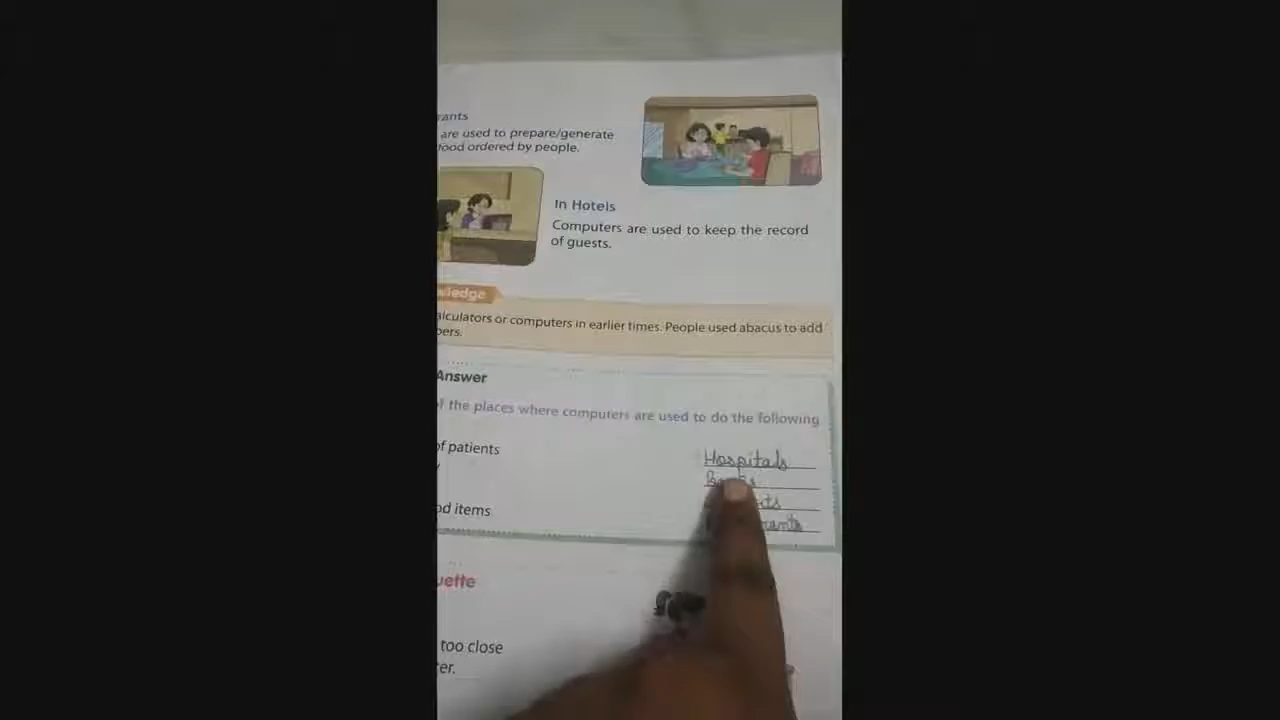 rants
are used to prepare/generate
food ordered by people.
In Hotels
Computers are used to keep the record
of guests.
wledge
alculators or computers in earlier times. People used abacus to add
bers.
Answer
of the places where computers are used to do the following
of patients
Hospitals
od items
uette
too close
er.